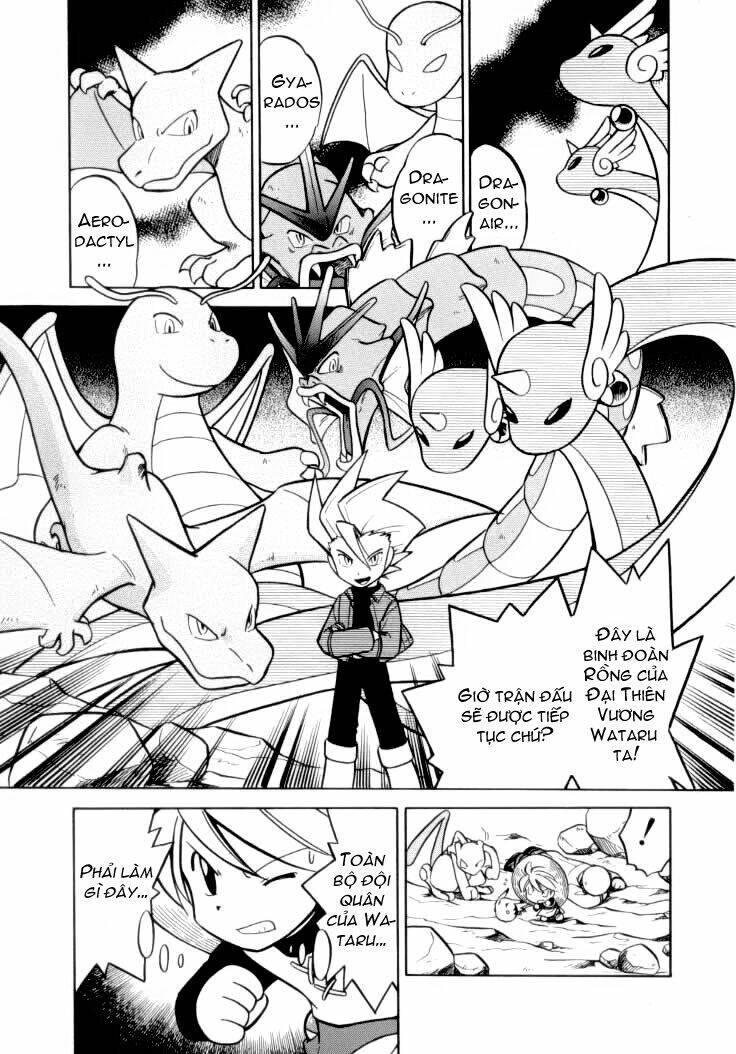 DRA-
GON-
AIR...
DRA-
GONITE
...
GYA-
RADOS
...
AERO-
DACTYL
...
ĐÂY LÀ
BINH ĐOÀN
RỒNG CỦA
ĐẠI THIÊN
VƯƠNG
WATARU
TA!
GIỜ TRẬN ĐẤU
SẼ ĐƯỢC TIẾP
TỤC CHỨ?
!
TOÀN
BỘ ĐỘI
QUÂN
CỦA WA-
TARU...
PHẢI LÀM
GÌ ĐÂY...